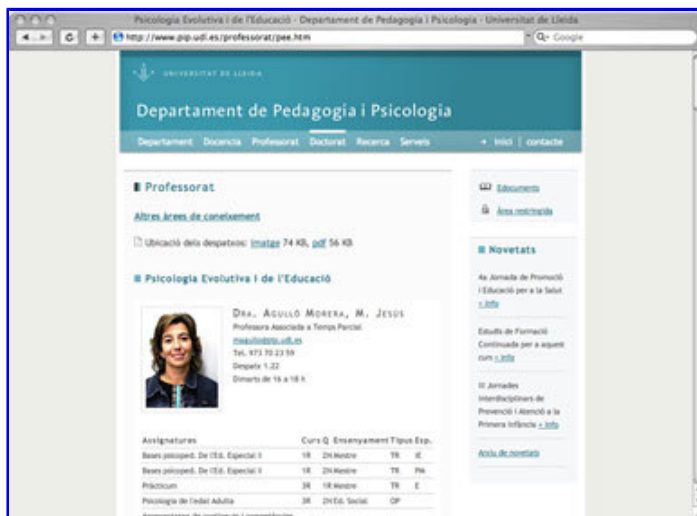 Psicologia Evolutiva i de l'Educació - Departament de Pedagogia i Psicologia - Universitat de Lleida
http://www.pip.udl.es/professorat/pee.htm
Google
UNIVERSITAT DE LLEIDA
Departament de Pedagogia i Psicologia
Departament Docencia Professorat Doctorat Recerca Serveis
+ Inici | contacte
Professorat
Altres àrees de coneixement
Ubicació dels despatxos: imatge 74 KB, pdf 56 KB
Psicologia Evolutiva i de l'Educació
Dra. Agulló Morera, M. Jesús
Professora Associada a Temps Parcial
magullo@pip.udl.es
Tel. 973 70 23 59
Despatx 1.22
Dimarts de 16 a 18 h
Assignatures Curs Q Ensenyament Tipus Esp.
Bases psicoped. De l'Ed. Especial II 1R 2N Mestre TR IE
Bases psicoped. De l'Ed. Especial II 1R 2N Mestre TR PM
Pràcticum 3R 1R Mestre TR E
Psicologia de l'edat Adulta 3R 2N Ed. Social OP
Edocuments
Àrea restringida
Novetats
4a Jornada de Promoció
i Educació per a la Salut
+ info
Estudis de Formació
Continuada per a aquest
curs + info
III Jornades
Interdisciplinars de
Prevenció i Atenció a la
Primera Infància + info
Arxiu de novetats